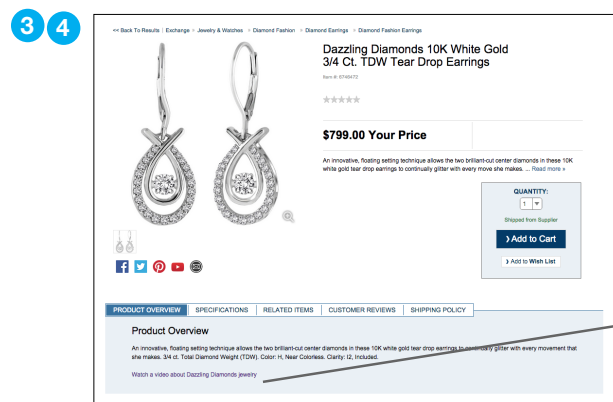 3 4
<< Back To Results | Exchange > Jewelry & Watches > Diamond Fashion > Diamond Earrings > Diamond Fashion Earrings
Dazzling Diamonds 10K White Gold
3/4 Ct. TDW Tear Drop Earrings
Item #: 6748472
$799.00 Your Price
An innovative, floating setting technique allows the two brilliant-cut center diamonds in these 10K
white gold tear drop earrings to continually glitter with every move she makes. ... Read more »
QUANTITY:
1
Shipped from Supplier
Add to Cart
Add to Wish List
PRODUCT OVERVIEW SPECIFICATIONS RELATED ITEMS CUSTOMER REVIEWS SHIPPING POLICY
Product Overview
An innovative, floating setting technique allows the two brilliant-cut center diamonds in these 10K white gold tear drop earrings to continually glitter with every movement that
she makes. 3/4 ct. Total Diamond Weight (TDW). Color: H, Near Colorless. Clarity: I2, Included.
Watch a video about Dazzling Diamonds jewelry